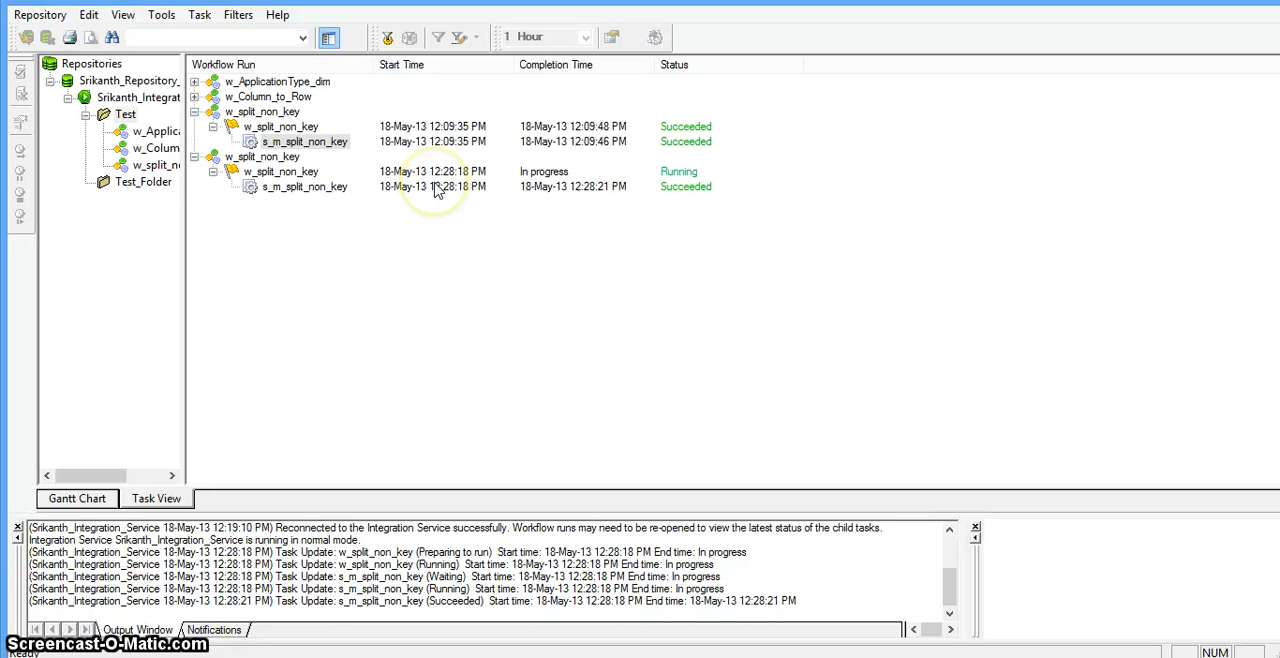 Repository Edit View Tools Task Filters Help
1 Hour
Repositories
Srikanth_Repository_
Srikanth_Integrat
Test
w_Applica
w_Colum
w_split_n
Test_Folder
Workflow Run Start Time Completion Time Status
w_ApplicationType_dim
w_Column_to_Row
w_split_non_key
w_split_non_key 18-May-13 12:09:35 PM 18-May-13 12:09:48 PM Succeeded
s_m_split_non_key 18-May-13 12:09:35 PM 18-May-13 12:09:46 PM Succeeded
w_split_non_key
w_split_non_key 18-May-13 12:28:18 PM In progress Running
s_m_split_non_key 18-May-13 12:28:18 PM 18-May-13 12:28:21 PM Succeeded
Gantt Chart Task View
(Srikanth_Integration_Service 18-May-13 12:19:10 PM) Reconnected to the Integration Service successfully. Workflow runs may need to be re-opened to view the latest status of the child tasks.
Integration Service Srikanth_Integration_Service is running in normal mode.
(Srikanth_Integration_Service 18-May-13 12:28:18 PM) Task Update: w_split_non_key (Preparing to run) Start time: 18-May-13 12:28:18 PM End time: In progress
(Srikanth_Integration_Service 18-May-13 12:28:18 PM) Task Update: w_split_non_key (Running) Start time: 18-May-13 12:28:18 PM End time: In progress
(Srikanth_Integration_Service 18-May-13 12:28:18 PM) Task Update: s_m_split_non_key (Waiting) Start time: 18-May-13 12:28:18 PM End time: In progress
(Srikanth_Integration_Service 18-May-13 12:28:18 PM) Task Update: s_m_split_non_key (Running) Start time: 18-May-13 12:28:18 PM End time: In progress
(Srikanth_Integration_Service 18-May-13 12:28:21 PM) Task Update: s_m_split_non_key (Succeeded) Start time: 18-May-13 12:28:18 PM End time: 18-May-13 12:28:21 PM
Output Window Notifications
Screencast-O-Matic.com
Ready NUM